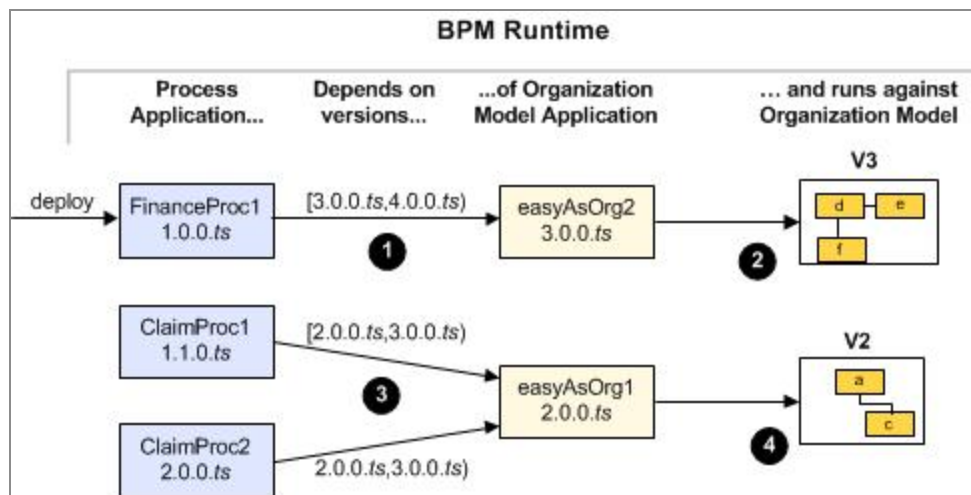 BPM Runtime
Process
Application...
Depends on
versions...
...of Organization
Model Application
... and runs against
Organization Model
deploy
FinanceProc1
1.0.0.ts
[3.0.0.ts,4.0.0.ts)
1
easyAsOrg2
3.0.0.ts
2
V3
d
e
f
ClaimProc1
1.1.0.ts
[2.0.0.ts,3.0.0.ts)
3
easyAsOrg1
2.0.0.ts
4
V2
a
c
ClaimProc2
2.0.0.ts
2.0.0.ts,3.0.0.ts)